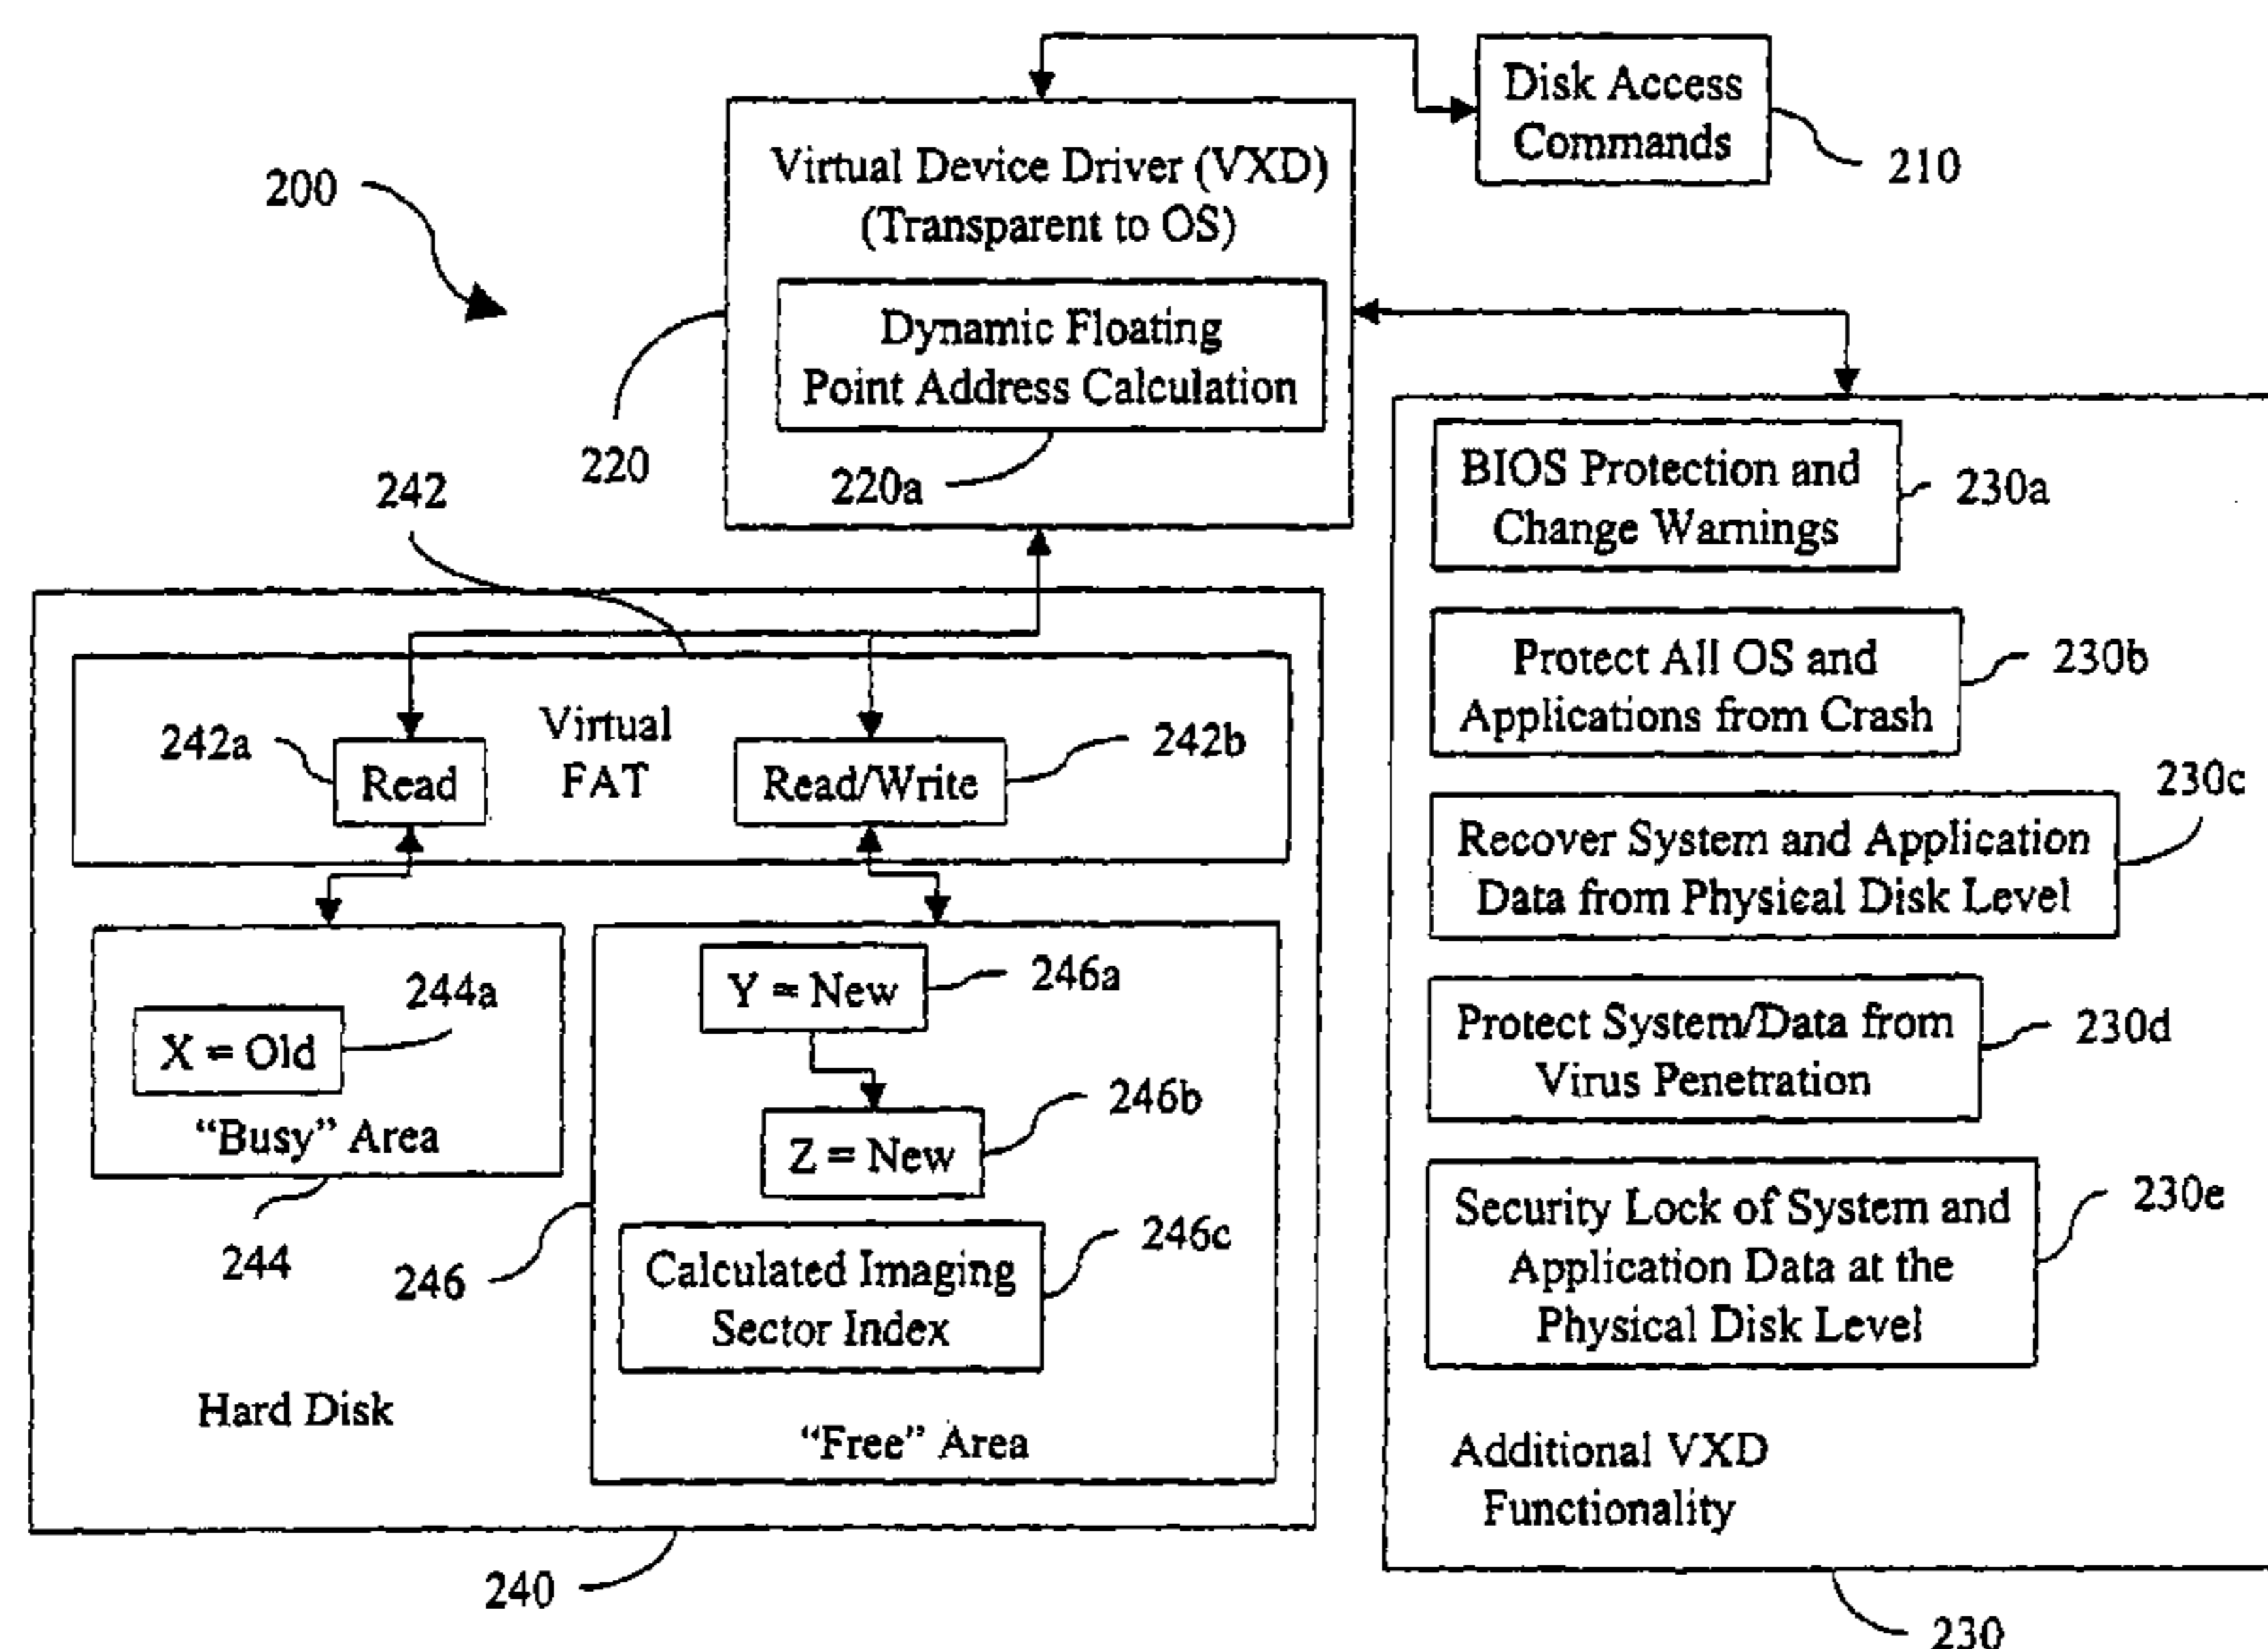 Disk Access
Commands
210
Virtual Device Driver (VXD)
(Transparent to OS)
200
Dynamic Floating
Point Address Calculation
220
220a
242
BIOS Protection and
Change Warnings
230a
Protect All OS and
Applications from Crash
230b
Virtual
FAT
242a
Read
242b
Read/Write
230c
Recover System and Application
Data from Physical Disk Level
244a
X = Old
"Busy" Area
244
246a
Y = New
246b
Z = New
246
246c
Calculated Imaging
Sector Index
"Free" Area
Hard Disk
240
Protect System/Data from
Virus Penetration
230d
Security Lock of System and
Application Data at the
Physical Disk Level
230e
Additional VXD
Functionality
230